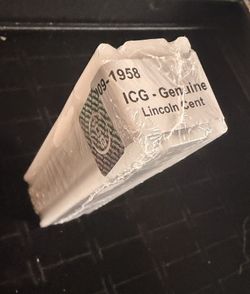 09-1958
ICG - Genuine
Lincoln Cent